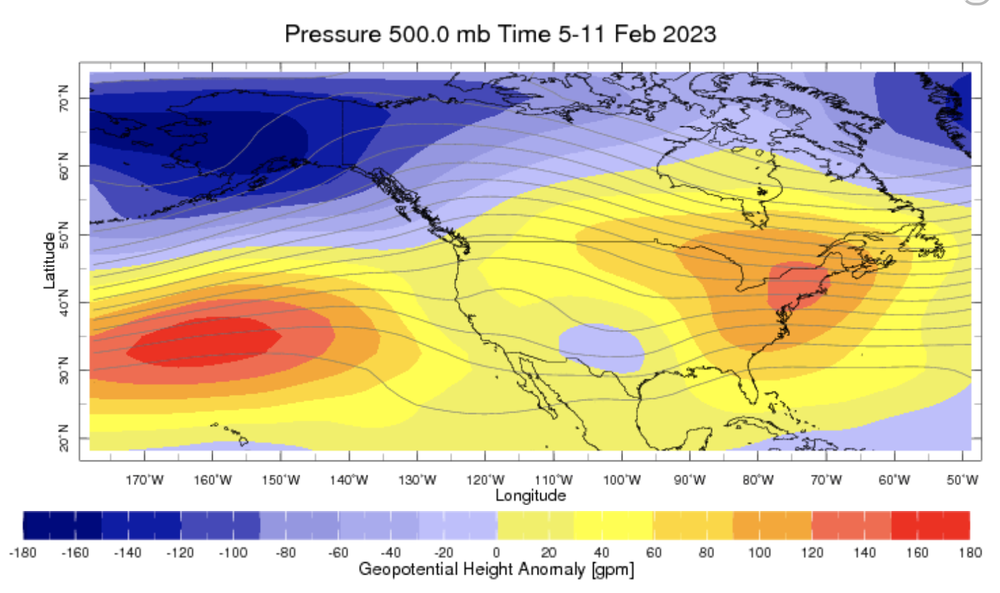 Pressure 500.0 mb Time 5-11 Feb 2023
70°N
60°N
50°N
40°N
30°N
20°N
Latitude
170°W 160°W 150°W 140°W 130°W 120°W 110°W 100°W 90°W 80°W 70°W 60°W 50°W
Longitude
-180 -160 -140 -120 -100 -80 -60 -40 -20 0 20 40 60 80 100 120 140 160 180
Geopotential Height Anomaly [gpm]